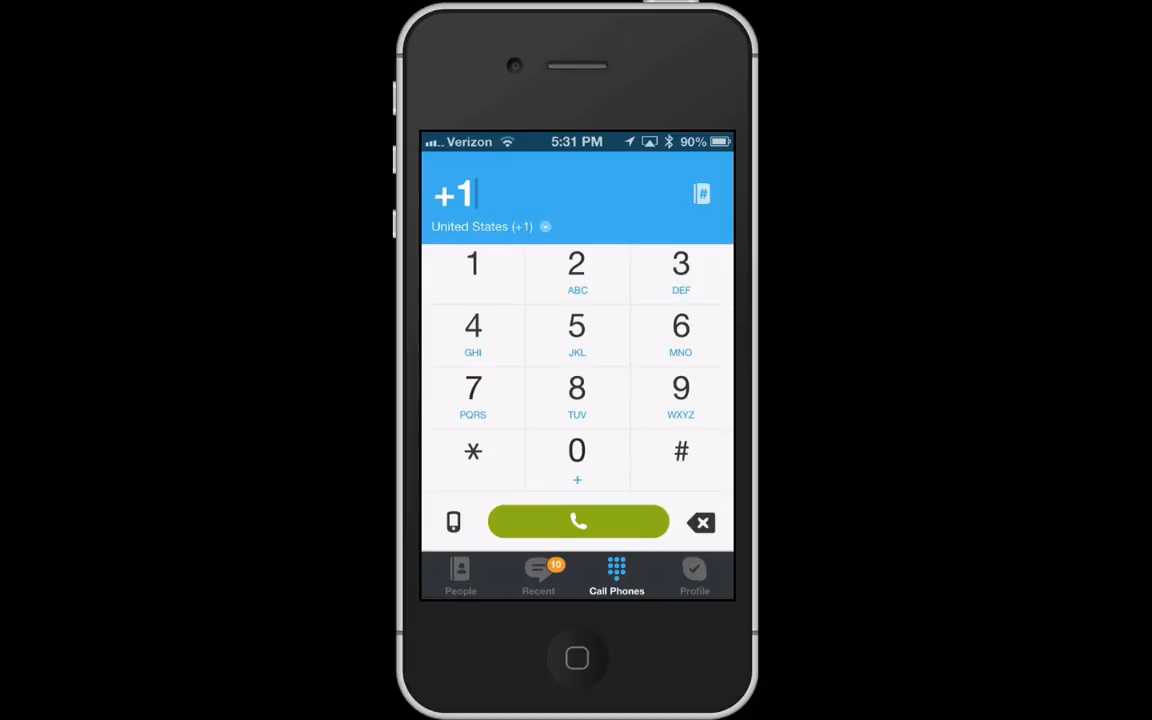 Verizon 5:31 PM 90%
+1
#
United States (+1)
1 2 3
ABC DEF
4 5 6
GHI JKL MNO
7 8 9
PQRS TUV WXYZ
* 0 #
+
10
People Recent Call Phones Profile